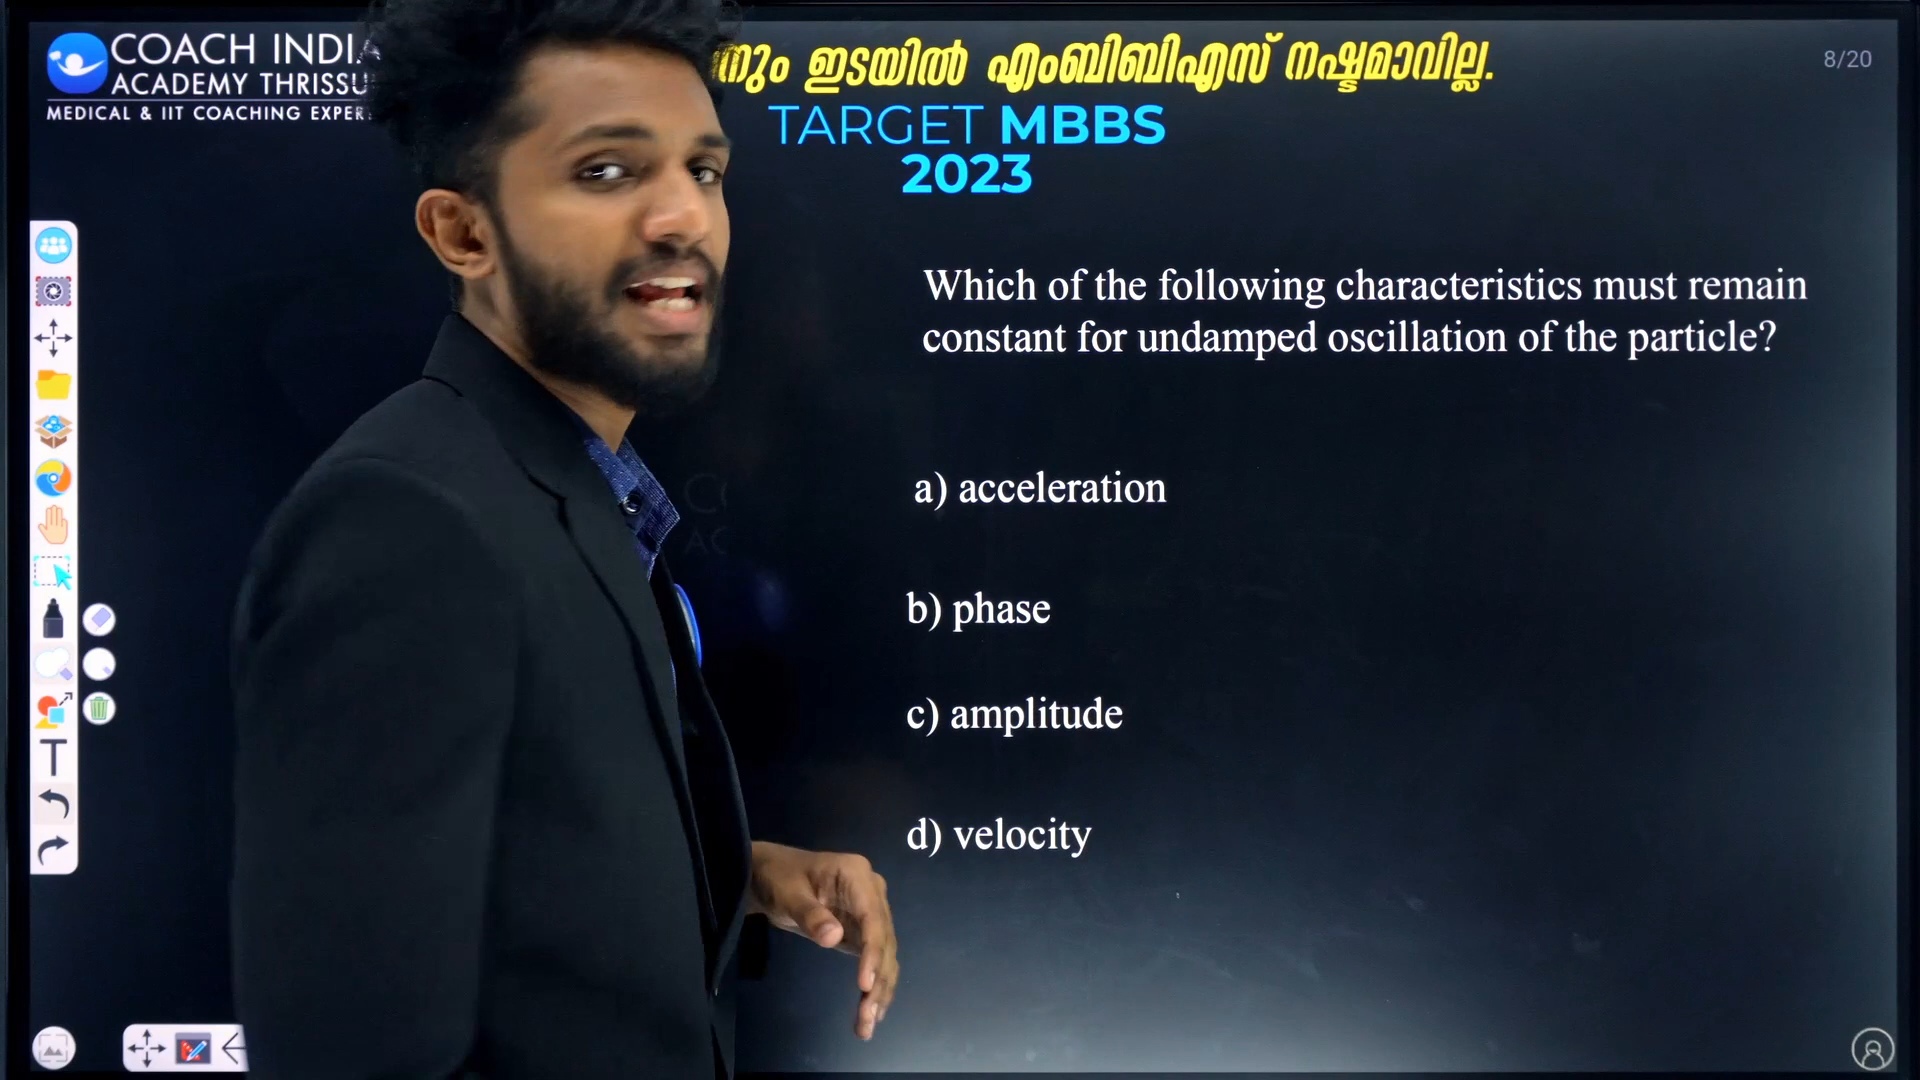 COACH INDIA
ACADEMY THRISSU
MEDICAL & IIT COACHING EXPER
ഇടയിൽ എംബിബിഎസ് നഷ്ടമാവില്ല.
8/20
TARGET MBBS
2023
Which of the following characteristics must remain
constant for undamped oscillation of the particle?
a) acceleration
b) phase
c) amplitude
d) velocity
T